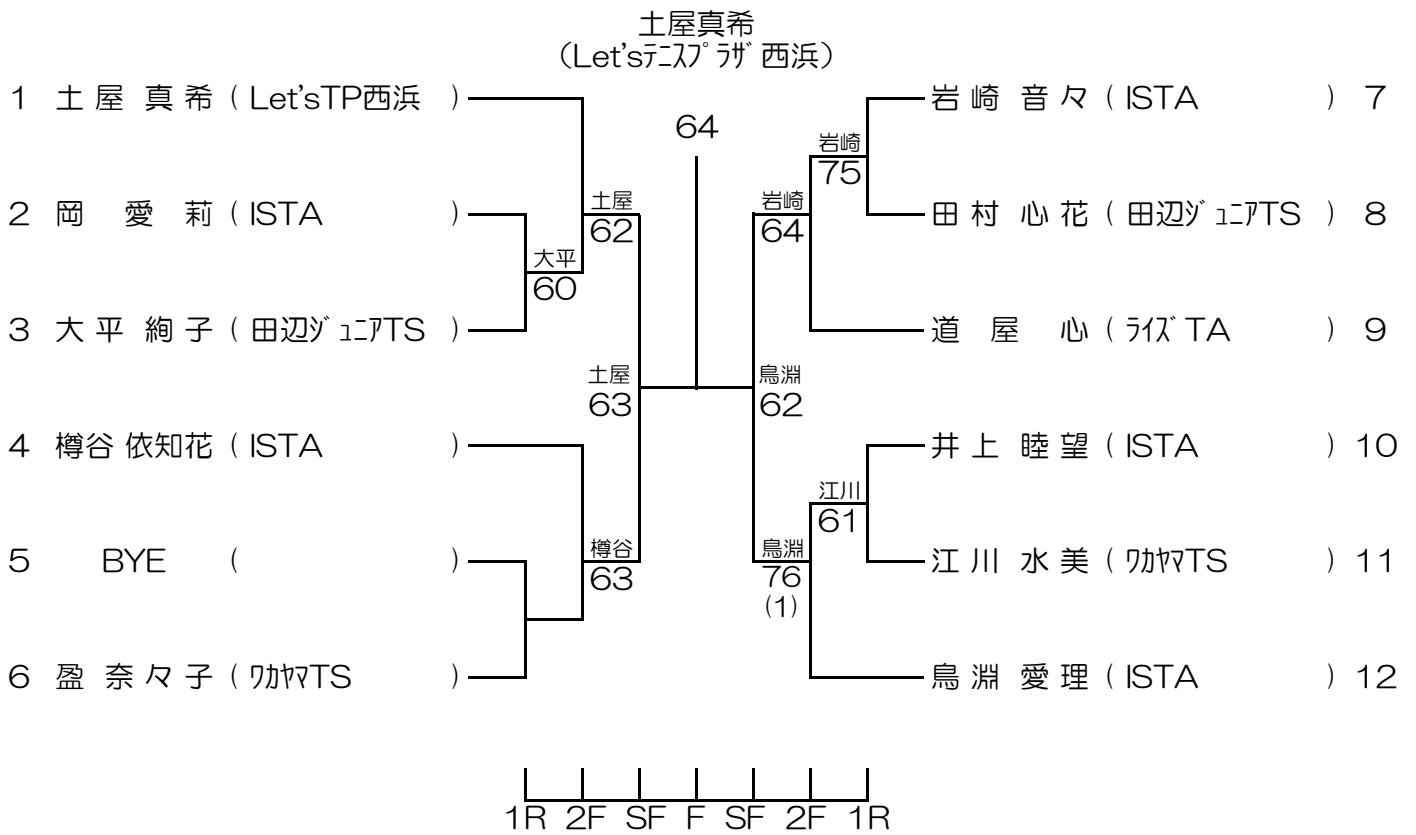 土屋真希
(Let'sﾃﾆｽﾌﾟﾗｻﾞ西浜)
1 土屋 真希 ( Let'sTP西浜 )
2 岡 愛 莉 ( ISTA )
3 大平 絢子 ( 田辺ｼﾞｭﾆｱTS )
4 樽谷 依知花 ( ISTA )
5 BYE ( )
6 盈 奈々子 ( ﾜｶﾔﾏTS )
大平
60
土屋
62
樽谷
63
土屋
63
64
岩崎
64
鳥淵
62
鳥淵
76
(1)
岩崎
75
江川
61
岩崎 音々 ( ISTA ) 7
田村 心花 ( 田辺ｼﾞｭﾆｱTS ) 8
道屋 心 ( ﾗｲｽﾞTA ) 9
井上 睦望 ( ISTA ) 10
江川 水美 ( ﾜｶﾔﾏTS ) 11
鳥淵 愛理 ( ISTA ) 12
1R 2F SF F SF 2F 1R